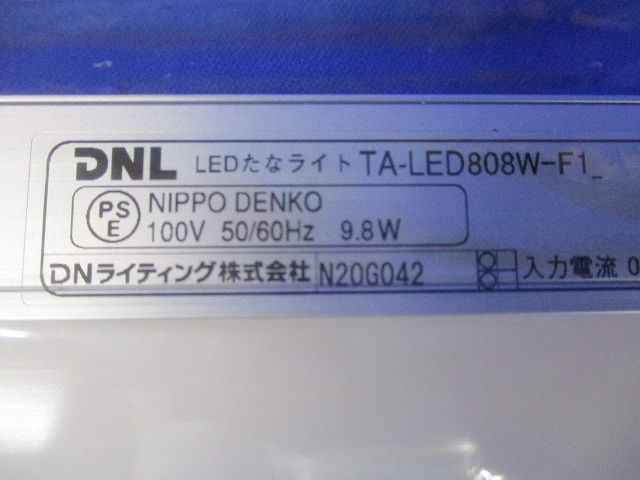 DNL LEDたなライト TA-LED808W-F1
PS E NIPPO DENKO
100V 50/60Hz 9.8W
DNライティング株式会社 N20G042 入力電流 0